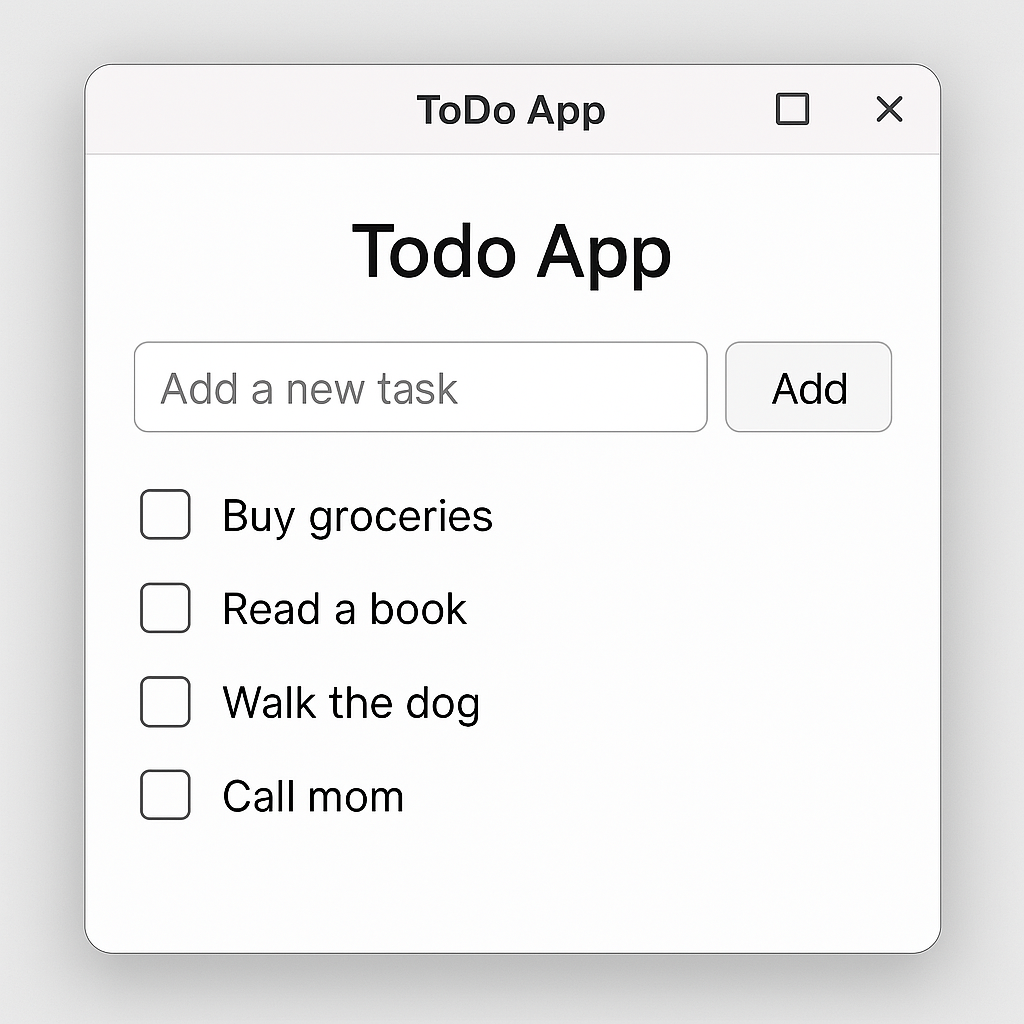 ToDo App
Todo App
Add a new task
Add
Buy groceries
Read a book
Walk the dog
Call mom